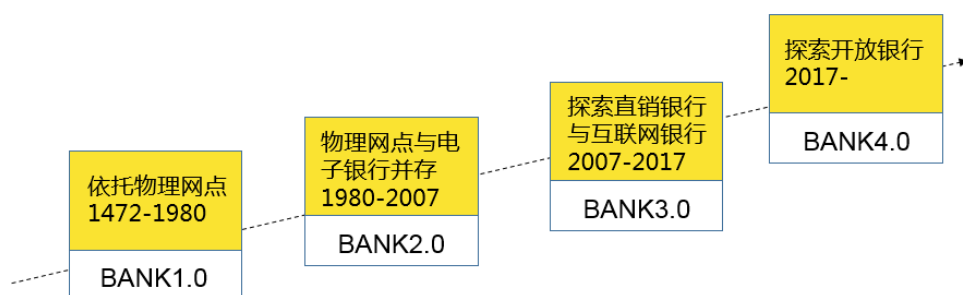 依托物理网点
1472-1980
BANK1.0
物理网点与电
子银行并存
1980-2007
BANK2.0
探索直销银行
与互联网银行
2007-2017
BANK3.0
探索开放银行
2017-
BANK4.0